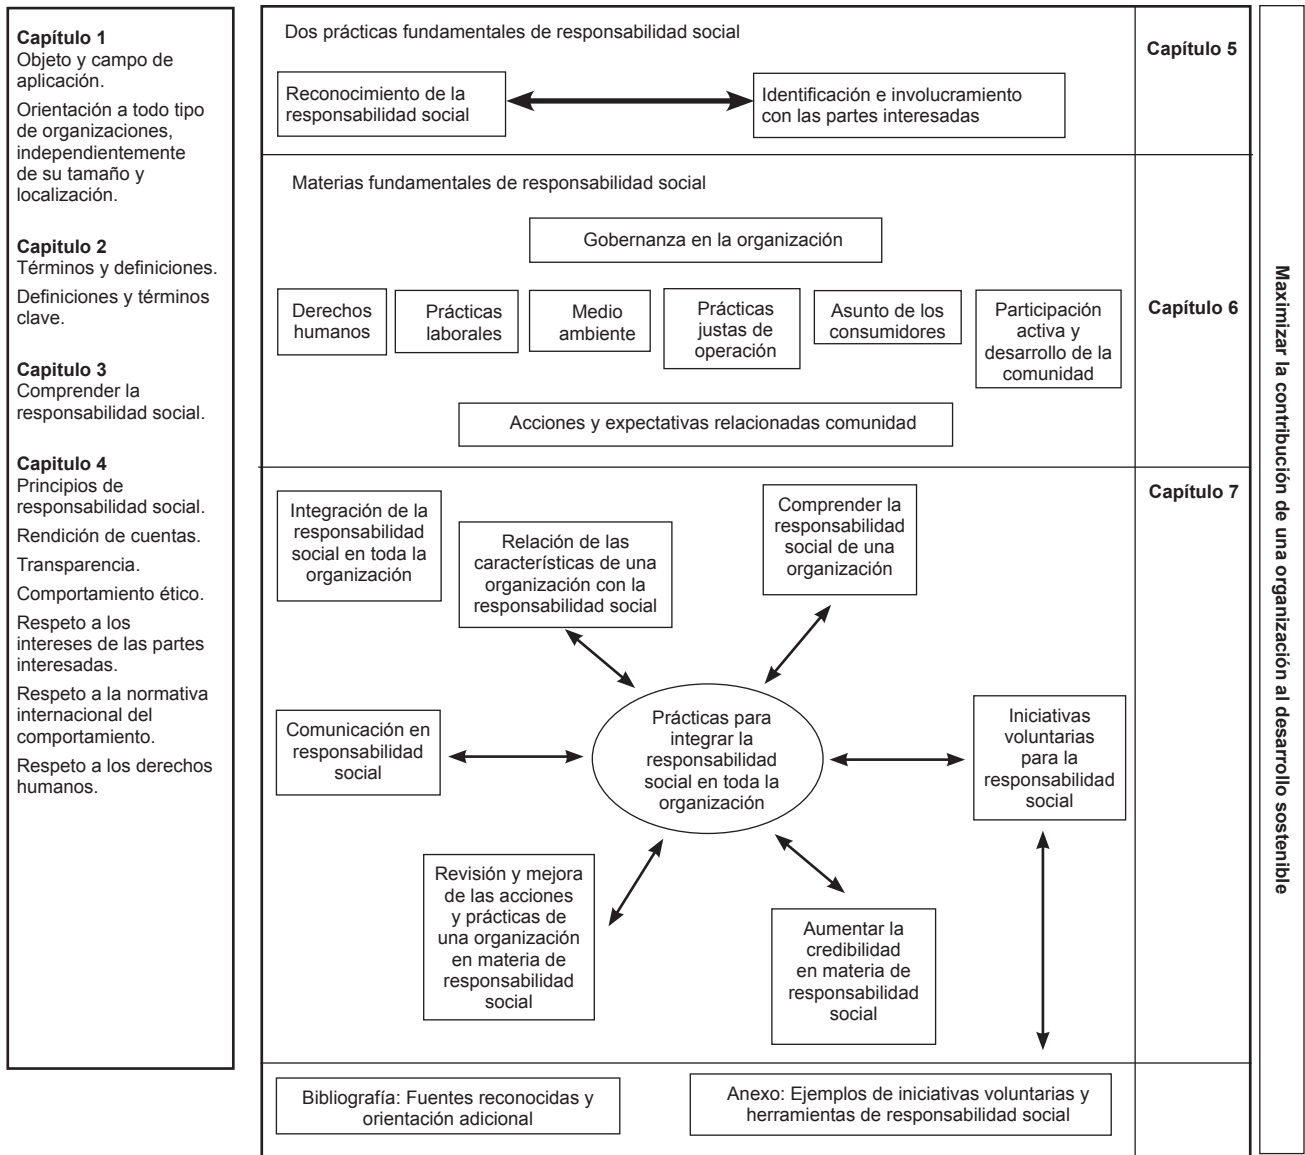 Capítulo 1
Objeto y campo de
aplicación.
Orientación a todo tipo
de organizaciones,
independientemente
de su tamaño y
localización.
Capitulo 2
Términos y definiciones.
Definiciones y términos
clave.
Capitulo 3
Comprender la
responsabilidad social.
Capitulo 4
Principios de
responsabilidad social.
Rendición de cuentas.
Transparencia.
Comportamiento ético.
Respeto a los
intereses de las partes
interesadas.
Respeto a la normativa
internacional del
comportamiento.
Respeto a los derechos
humanos.
Dos prácticas fundamentales de responsabilidad social
Capítulo 5
Reconocimiento de la
responsabilidad social
Identificación e involucramiento
con las partes interesadas
Materias fundamentales de responsabilidad social
Gobernanza en la organización
Capítulo 6
Derechos
humanos
Prácticas
laborales
Medio
ambiente
Prácticas
justas de
operación
Asunto de los
consumidores
Participación
activa y
desarrollo de la
comunidad
Acciones y expectativas relacionadas comunidad
Capítulo 7
Integración de la
responsabilidad
social en toda la
organización
Relación de las
características de una
organización con la
responsabilidad social
Comprender la
responsabilidad
social de una
organización
Comunicación en
responsabilidad
social
Prácticas para
integrar la
responsabilidad
social en toda la
organización
Iniciativas
voluntarias
para la
responsabilidad
social
Revisión y mejora
de las acciones
y prácticas de
una organización
en materia de
responsabilidad
social
Aumentar la
credibilidad
en materia de
responsabilidad
social
Bibliografía: Fuentes reconocidas y
orientación adicional
Anexo: Ejemplos de iniciativas voluntarias y
herramientas de responsabilidad social
Maximizar la contribución de una organización al desarrollo sostenible